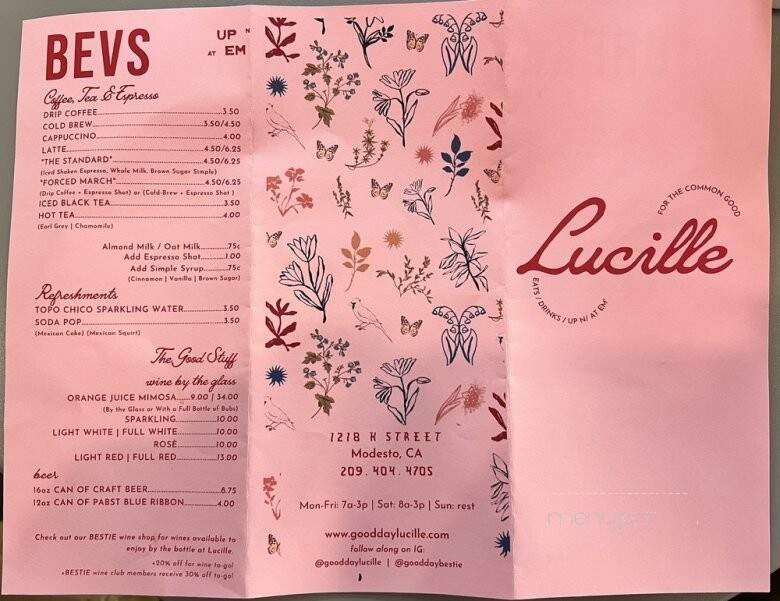 BEVS
UP N
AT EM
Coffee, Tea & Espresso
DRIP COFFEE 3.50
COLD BREW 3.50/4.50
CAPPUCCINO 4.00
LATTE 4.50/6.25
"THE STANDARD" 4.50/6.25
(Iced Shaken Espresso, Whole Milk, Brown Sugar Simple)
"FORCED MARCH" 4.50/6.25
(Drip Coffee + Espresso Shot) or (Cold-Brew + Espresso Shot)
ICED BLACK TEA 3.50
HOT TEA 4.00
(Earl Grey | Chamomile)
Almond Milk / Oat Milk .75c
Add Espresso Shot 1.00
Add Simple Syrup .75c
(Cinnamon | Vanilla | Brown Sugar)
Refreshments
TOPO CHICO SPARKLING WATER 3.50
SODA POP 3.50
(Mexican Coke) (Mexican Squirt)
The Good Stuff
wine by the glass
ORANGE JUICE MIMOSA 9.00 | 34.00
(By the Glass or With a Full Bottle of Bubs)
SPARKLING 10.00
LIGHT WHITE | FULL WHITE 10.00
ROSÉ 10.00
LIGHT RED | FULL RED 13.00
beer
16oz CAN OF CRAFT BEER 8.75
12oz CAN OF PABST BLUE RIBBON 4.00
Check out our BESTIE wine shop for wines available to
enjoy by the bottle at Lucille.
+20% off for wine to-go!
+BESTIE wine club members receive 30% off to-go!
1218 K STREET
Modesto, CA
209.404.4705
Mon-Fri: 7a-3p | Sat: 8a-3p | Sun: rest
www.gooddaylucille.com
follow along on IG:
@gooddaylucille | @gooddaybestie
FOR THE COMMON GOOD
Lucille
EATS / DRINKS / UP N' AT EM'